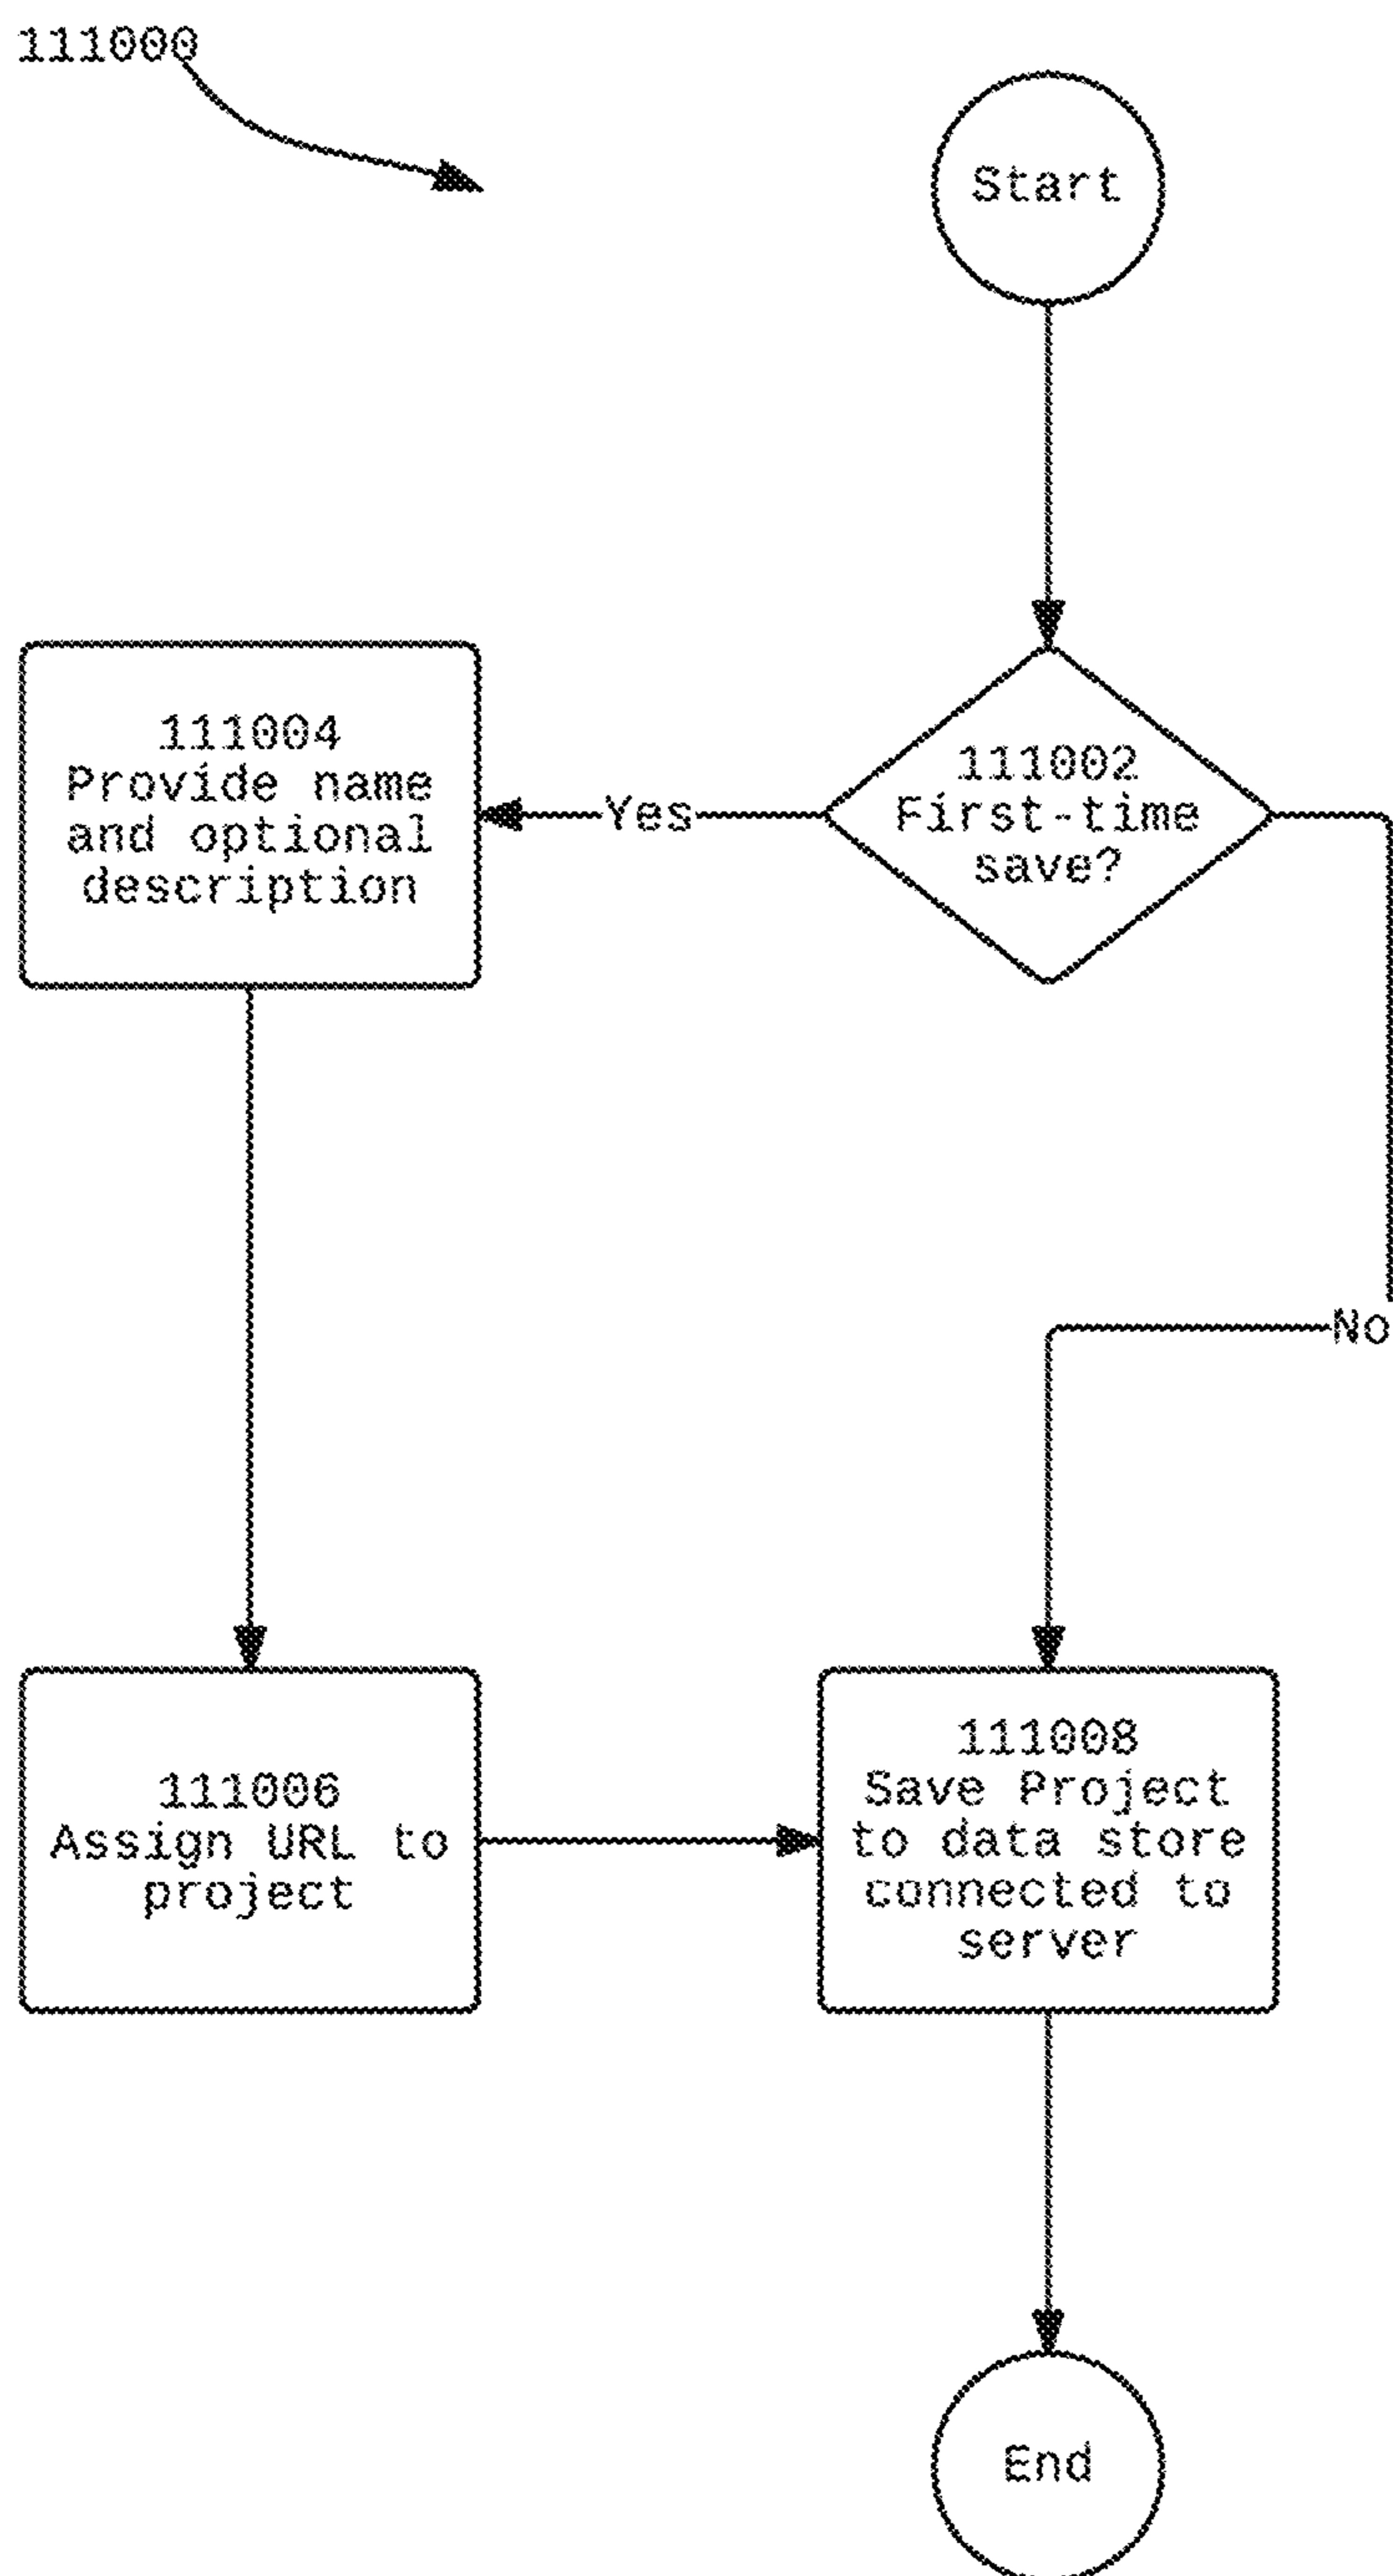 111000
Start
111004
Provide name
and optional
description
Yes
111002
First-time
save?
No
111006
Assign URL to
project
111008
Save Project
to data store
connected to
server
End